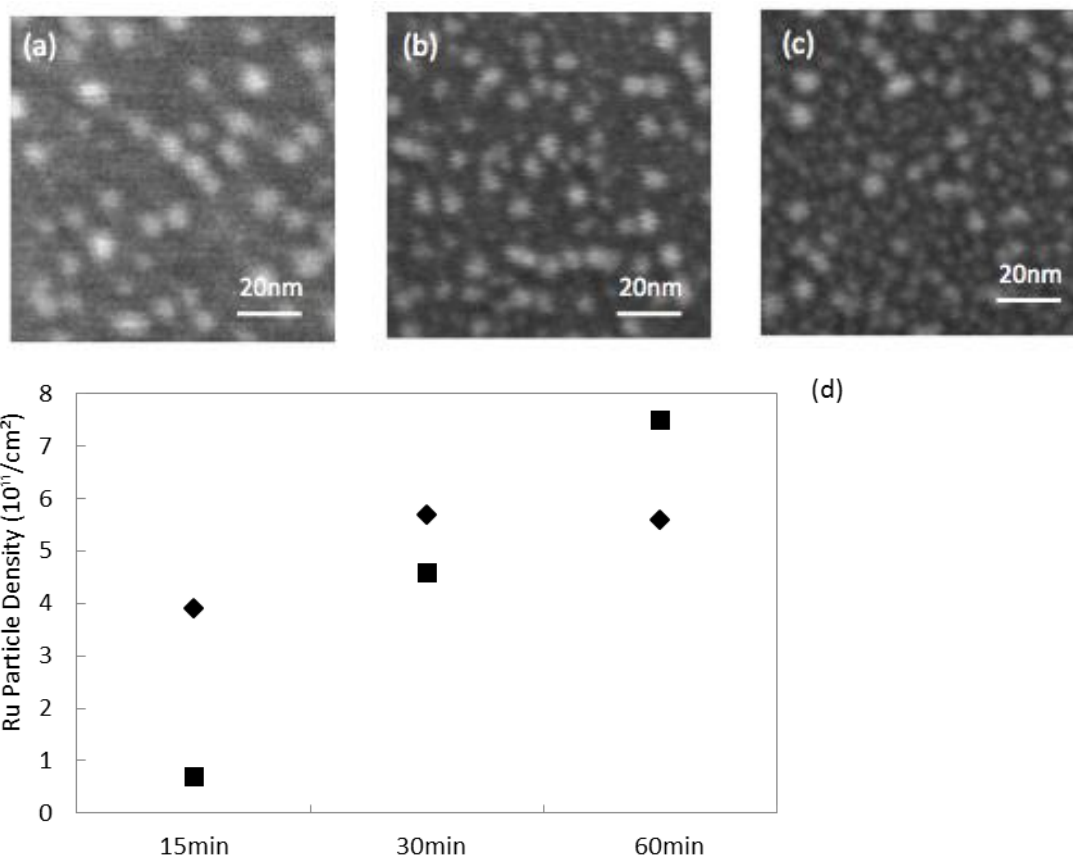 (a)
(b)
(c)
20nm
20nm
20nm
(d)
Ru Particle Density (10¹¹/cm²)
8
7
6
5
4
3
2
1
0
15min
30min
60min